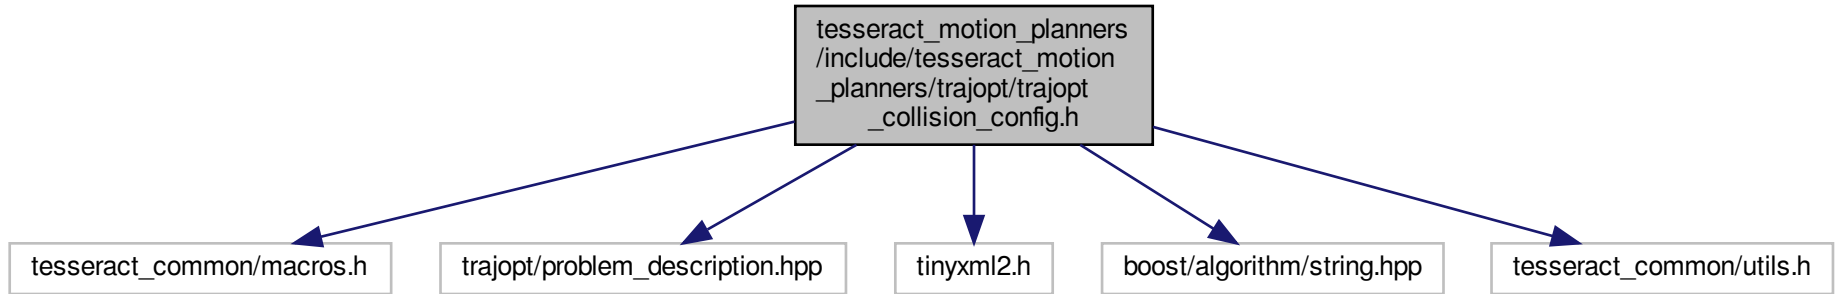 tesseract_motion_planners
/include/tesseract_motion
_planners/trajopt/trajopt
_collision_config.h
tesseract_common/macros.h
trajopt/problem_description.hpp
tinyxml2.h
boost/algorithm/string.hpp
tesseract_common/utils.h